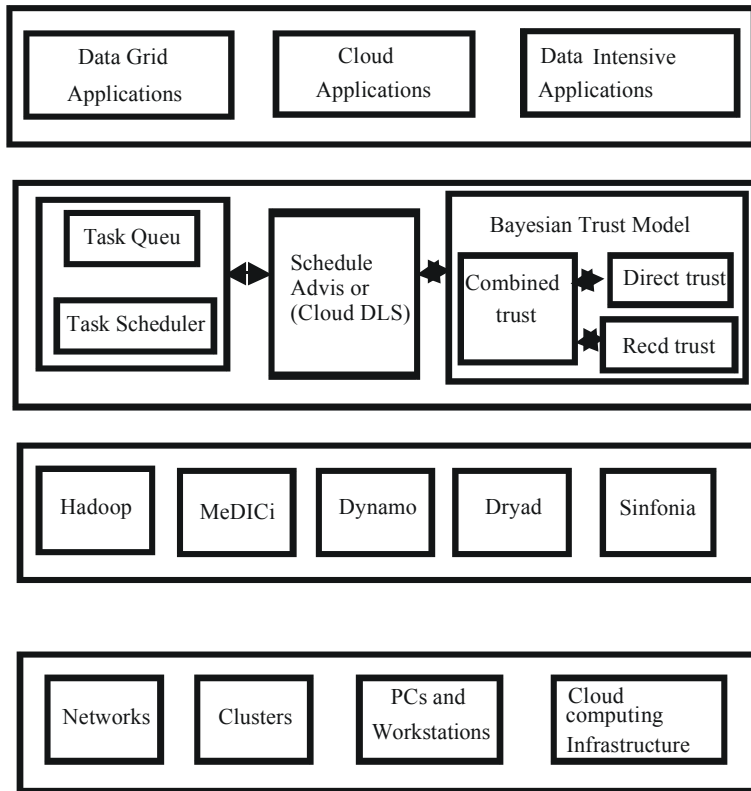 Data Grid
Applications
Cloud
Applications
Data Intensive
Applications
Task Queu
Task Scheduler
Schedule
Advis or
(Cloud DLS)
Bayesian Trust Model
Combined
trust
Direct trust
Recd trust
Hadoop
MeDICi
Dynamo
Dryad
Sinfonia
Networks
Clusters
PCs and
Workstations
Cloud
computing
Infrastructure